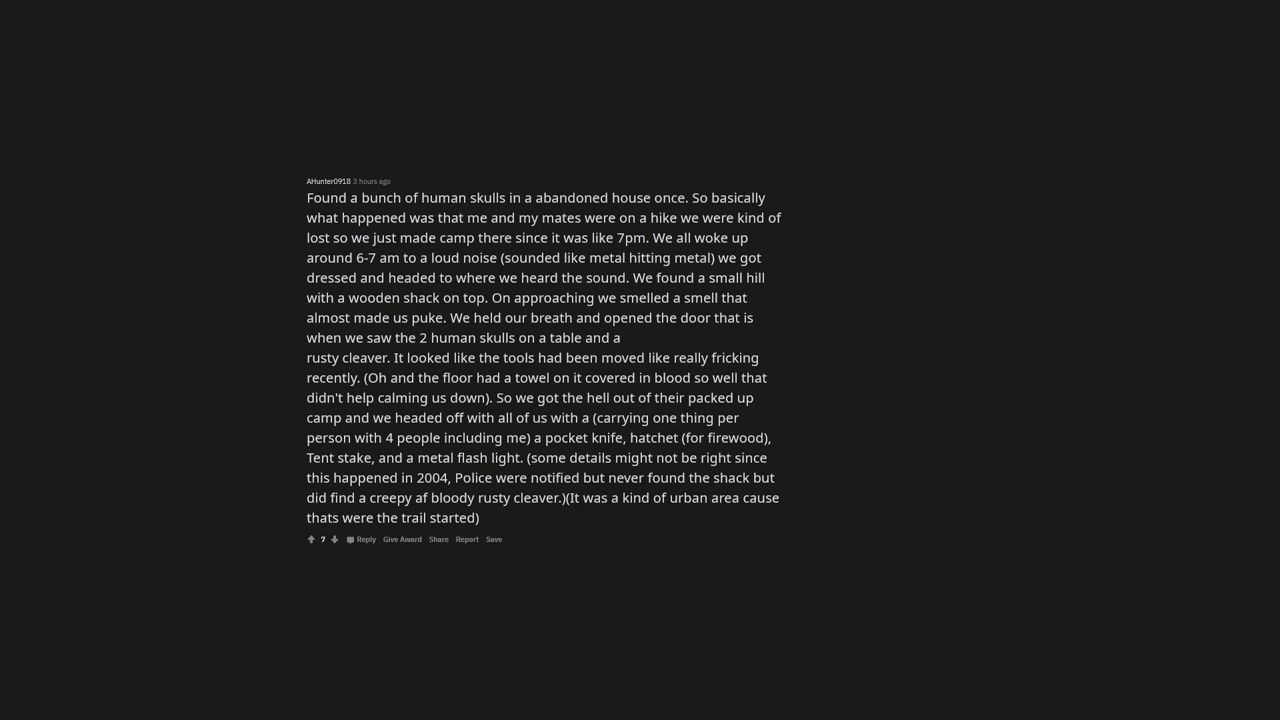 AHunter0918 3 hours ago
Found a bunch of human skulls in a abandoned house once. So basically
what happened was that me and my mates were on a hike we were kind of
lost so we just made camp there since it was like 7pm. We all woke up
around 6-7 am to a loud noise (sounded like metal hitting metal) we got
dressed and headed to where we heard the sound. We found a small hill
with a wooden shack on top. On approaching we smelled a smell that
almost made us puke. We held our breath and opened the door that is
when we saw the 2 human skulls on a table and a
rusty cleaver. It looked like the tools had been moved like really fricking
recently. (Oh and the floor had a towel on it covered in blood so well that
didn't help calming us down). So we got the hell out of their packed up
camp and we headed off with all of us with a (carrying one thing per
person with 4 people including me) a pocket knife, hatchet (for firewood),
Tent stake, and a metal flash light. (some details might not be right since
this happened in 2004, Police were notified but never found the shack but
did find a creepy af bloody rusty cleaver.)(It was a kind of urban area cause
thats were the trail started)
7 Reply Give Award Share Report Save